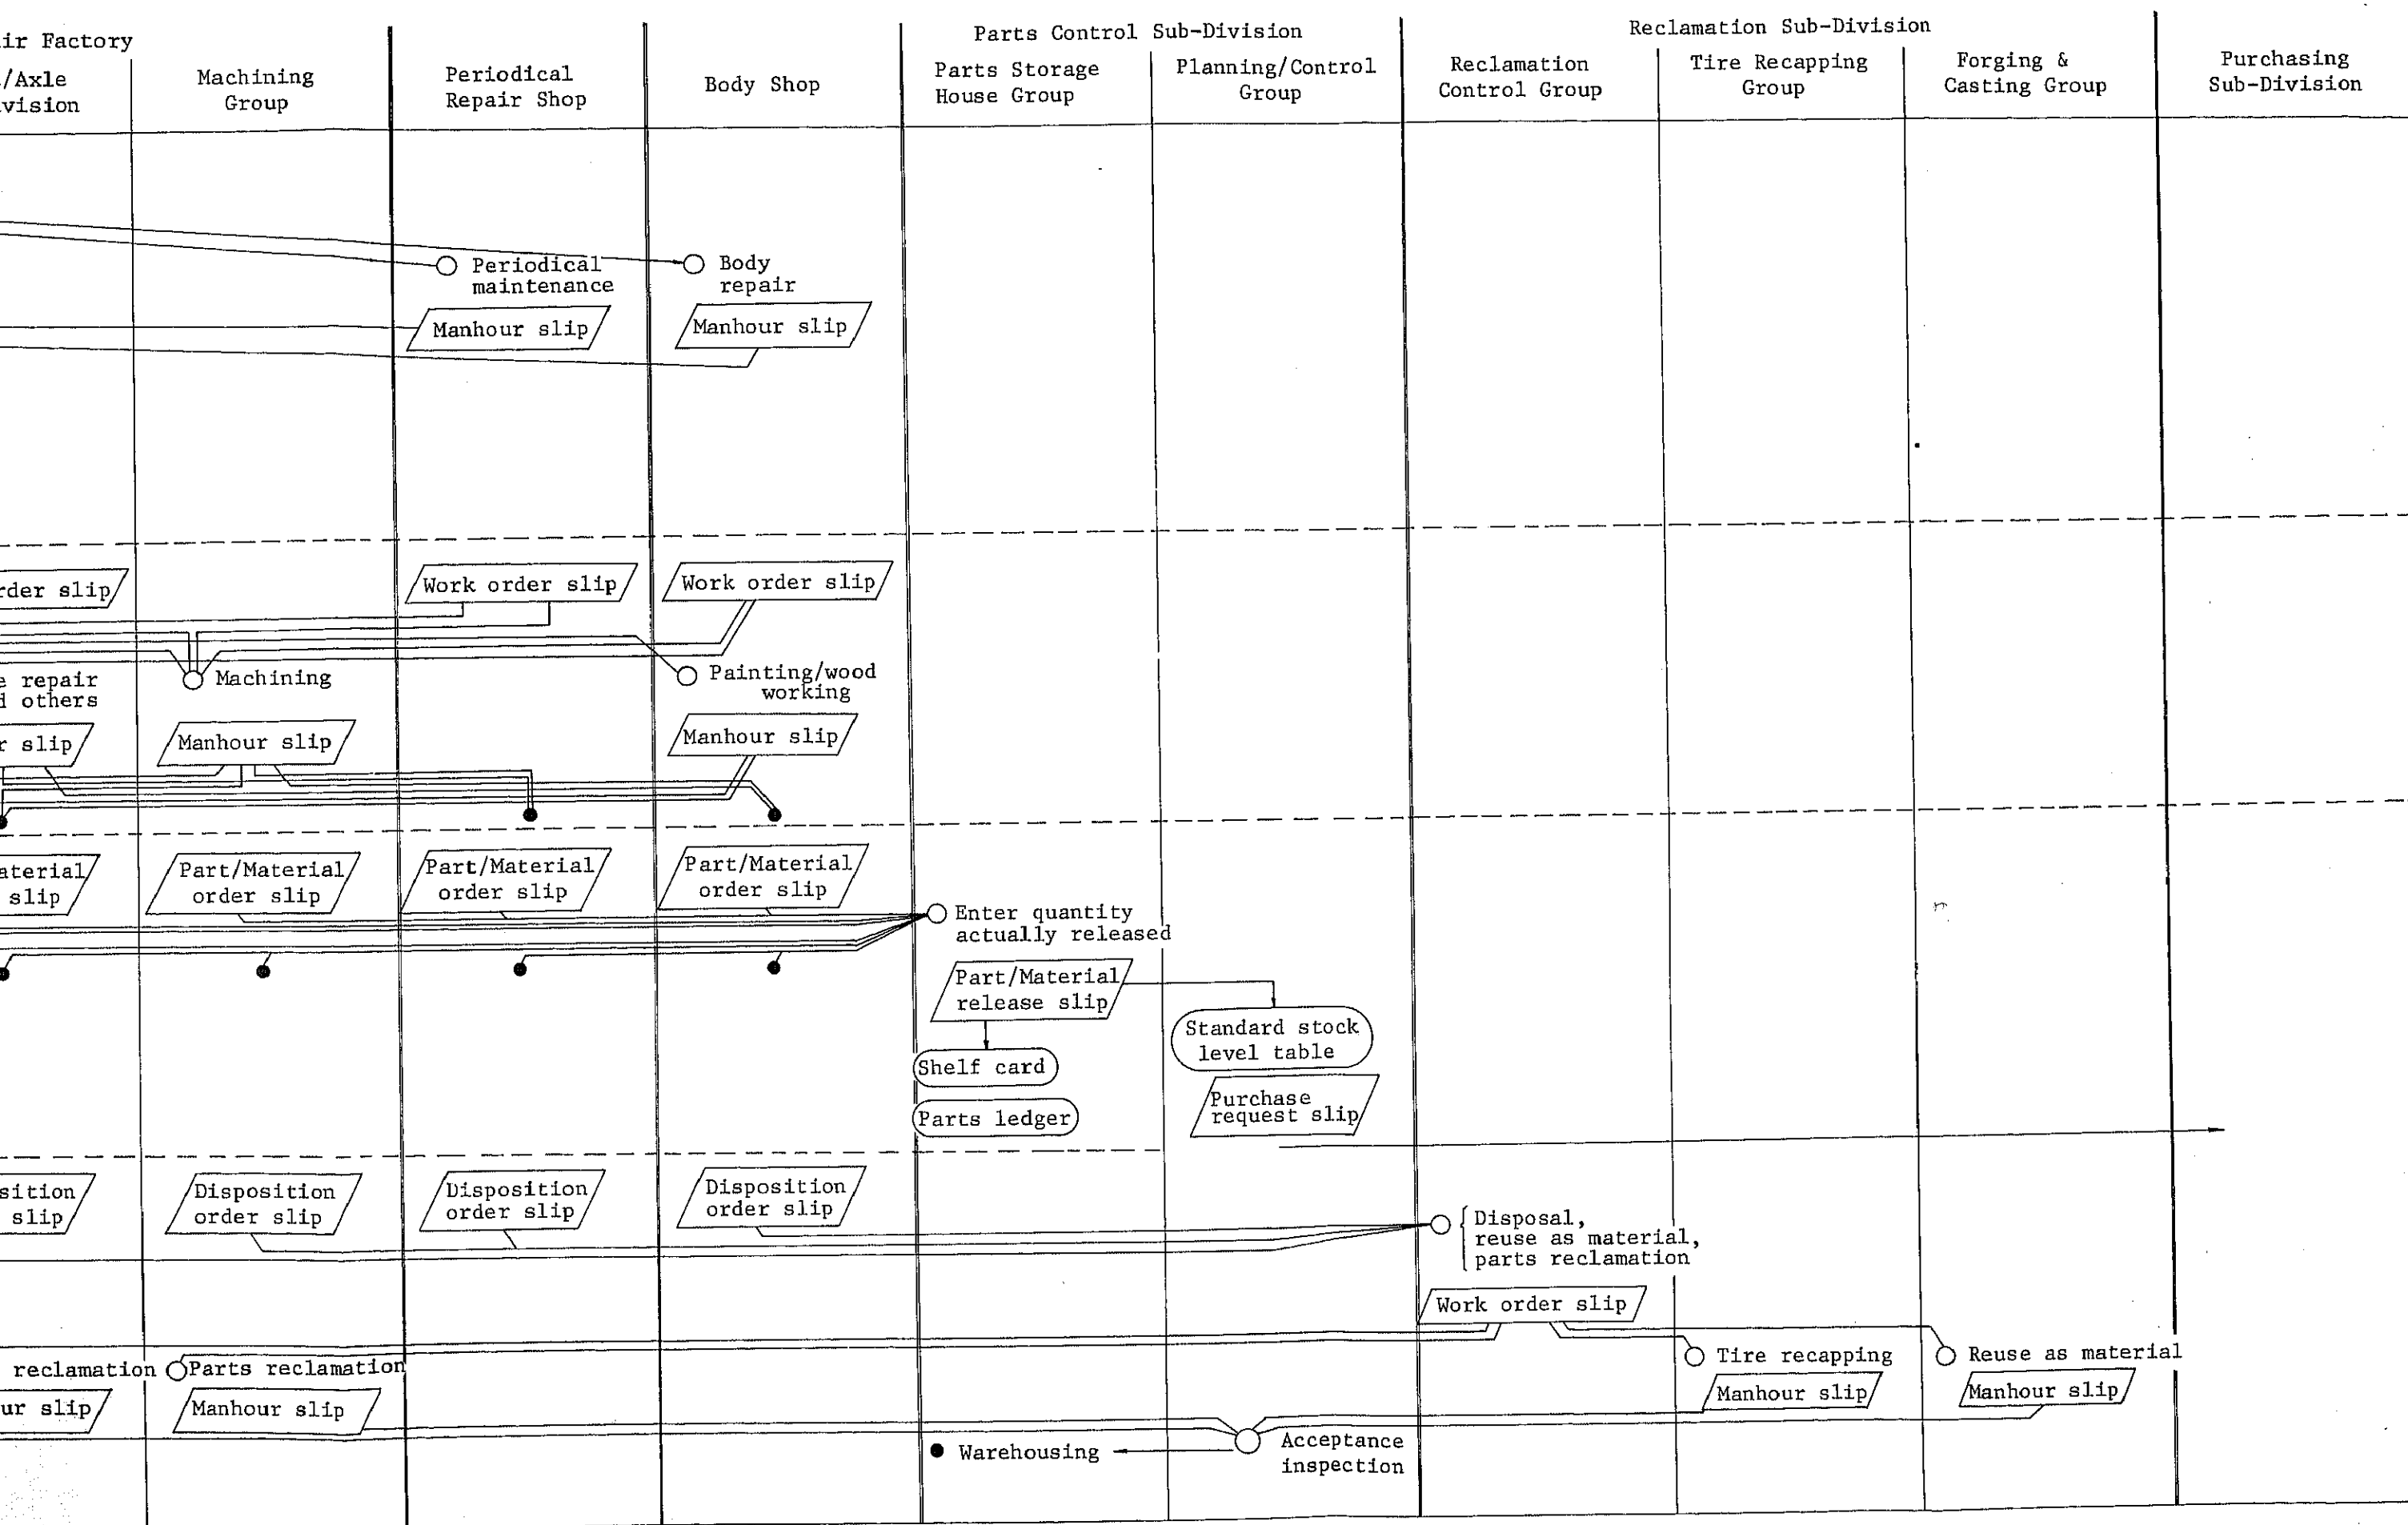 ir Factory
Parts Control Sub-Division
Reclamation Sub-Division
/Axle
vision
Machining
Group
Periodical
Repair Shop
Body Shop
Parts Storage
House Group
Planning/Control
Group
Reclamation
Control Group
Tire Recapping
Group
Forging &
Casting Group
Purchasing
Sub-Division
Periodical
maintenance
Body
repair
Manhour slip
Manhour slip
rder slip
Work order slip
Work order slip
e repair
d others
Machining
Painting/wood
working
r slip
Manhour slip
Manhour slip
aterial
slip
Part/Material
order slip
Part/Material
order slip
Part/Material
order slip
Enter quantity
actually released
Part/Material
release slip
Standard stock
level table
Shelf card
Purchase
request slip
Parts ledger
sition
slip
Disposition
order slip
Disposition
order slip
Disposition
order slip
Disposal,
reuse as material,
parts reclamation
Work order slip
reclamation
Parts reclamation
Tire recapping
Reuse as material
ur slip
Manhour slip
Manhour slip
Manhour slip
Warehousing
Acceptance
inspection